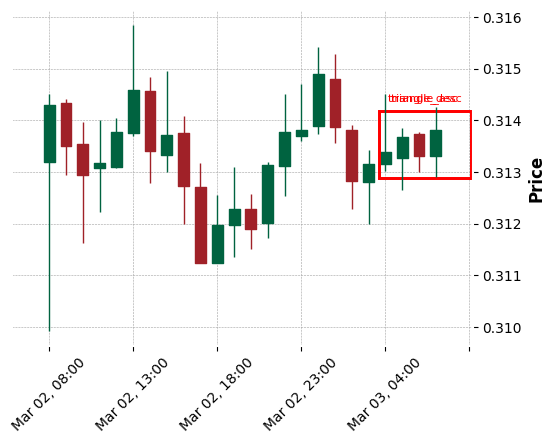 0.316
0.315
0.314
0.313
0.312
0.311
0.310
Price
Mar 02, 08:00
Mar 02, 13:00
Mar 02, 18:00
Mar 02, 23:00
Mar 03, 04:00